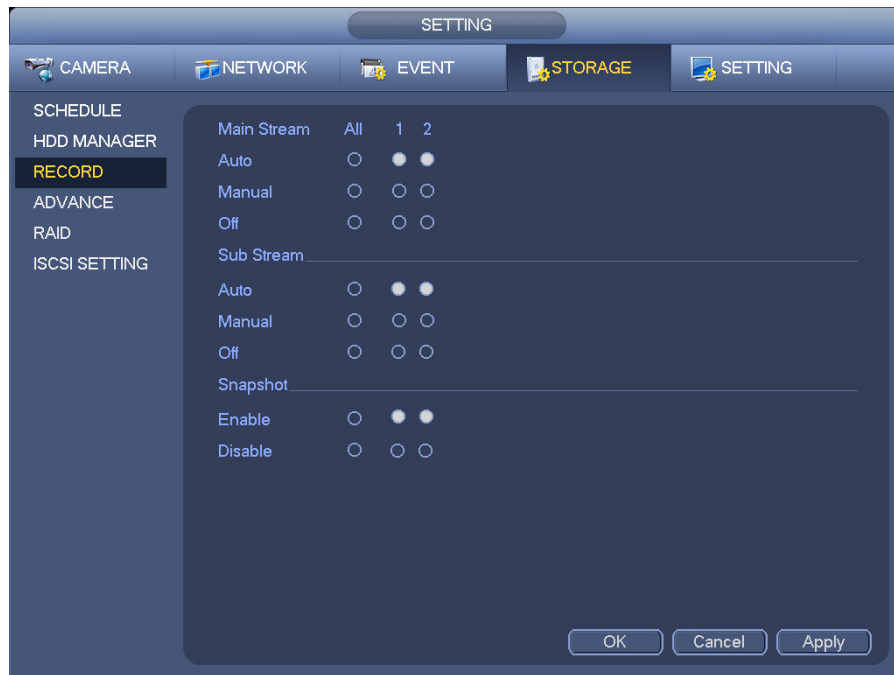 SETTING
CAMERA NETWORK EVENT STORAGE SETTING
SCHEDULE
HDD MANAGER
RECORD
ADVANCE
RAID
ISCSI SETTING
Main Stream All 1 2
Auto
Manual
Off
Sub Stream
Auto
Manual
Off
Snapshot
Enable
Disable
OK Cancel Apply